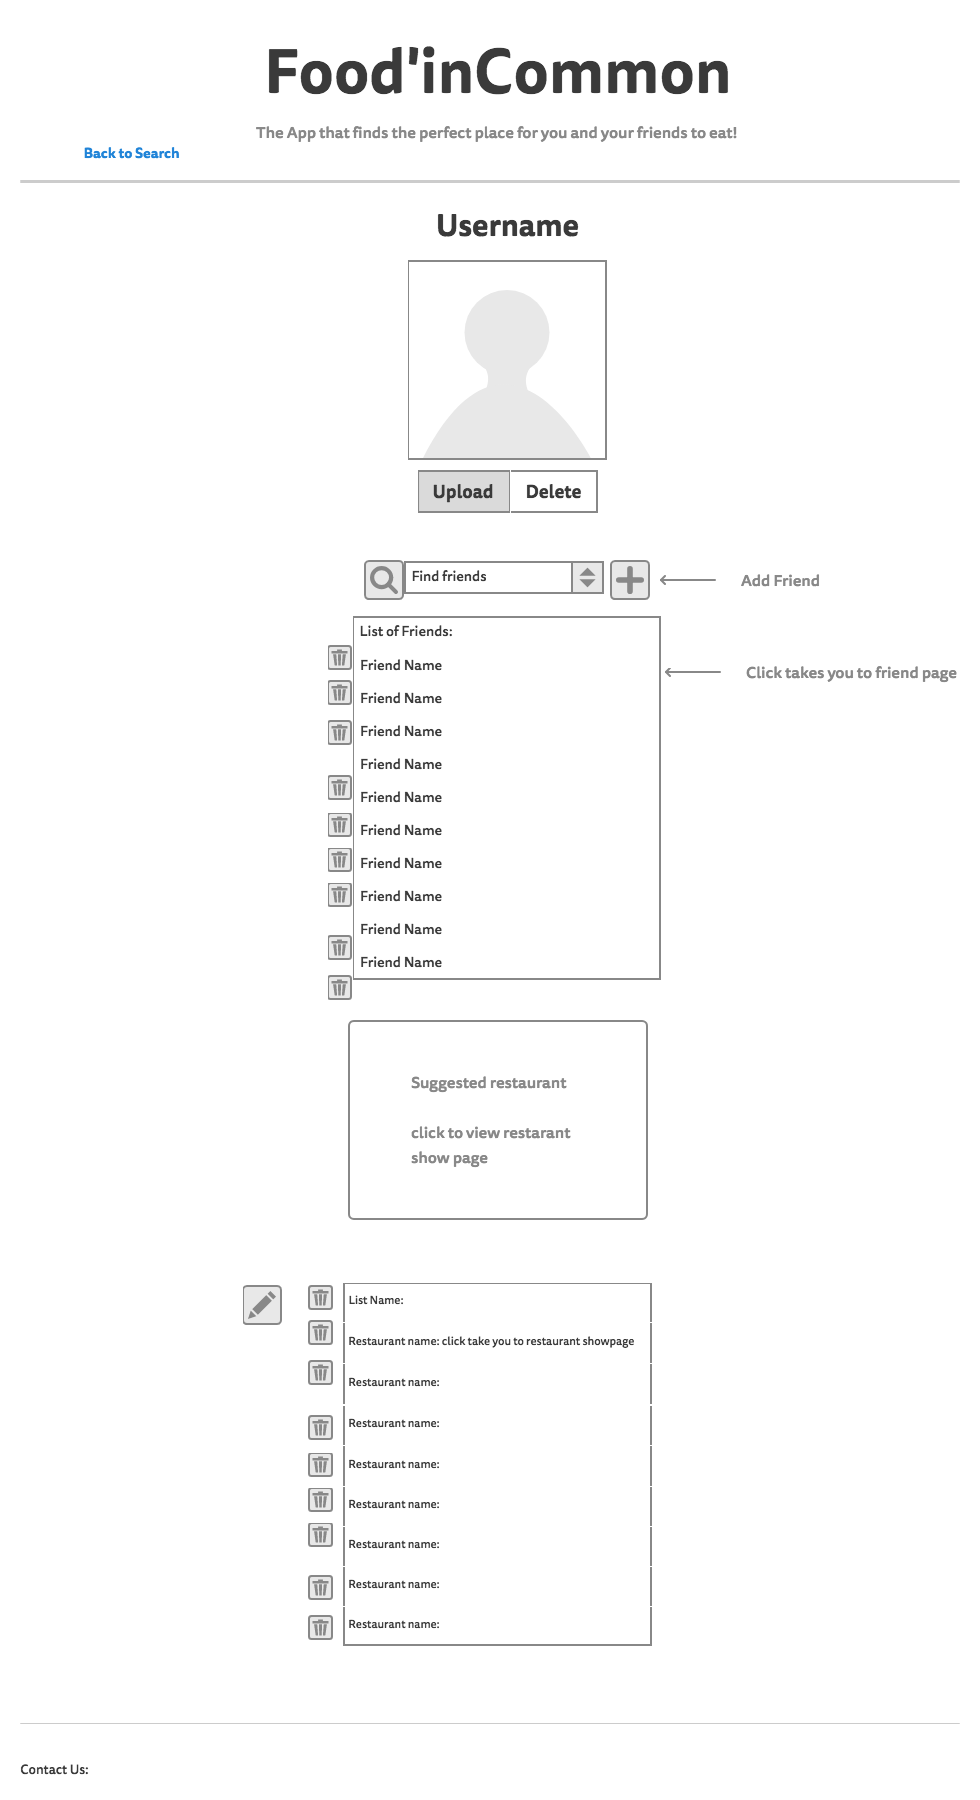 Food'inCommon
The App that finds the perfect place for you and your friends to eat!
Back to Search
Username
Upload Delete
Find friends
Add Friend
List of Friends:
Friend Name
Click takes you to friend page
Friend Name
Friend Name
Friend Name
Friend Name
Friend Name
Friend Name
Friend Name
Friend Name
Friend Name
Suggested restaurant
click to view restarant
show page
List Name:
Restaurant name: click take you to restaurant showpage
Restaurant name:
Restaurant name:
Restaurant name:
Restaurant name:
Restaurant name:
Restaurant name:
Restaurant name:
Contact Us: